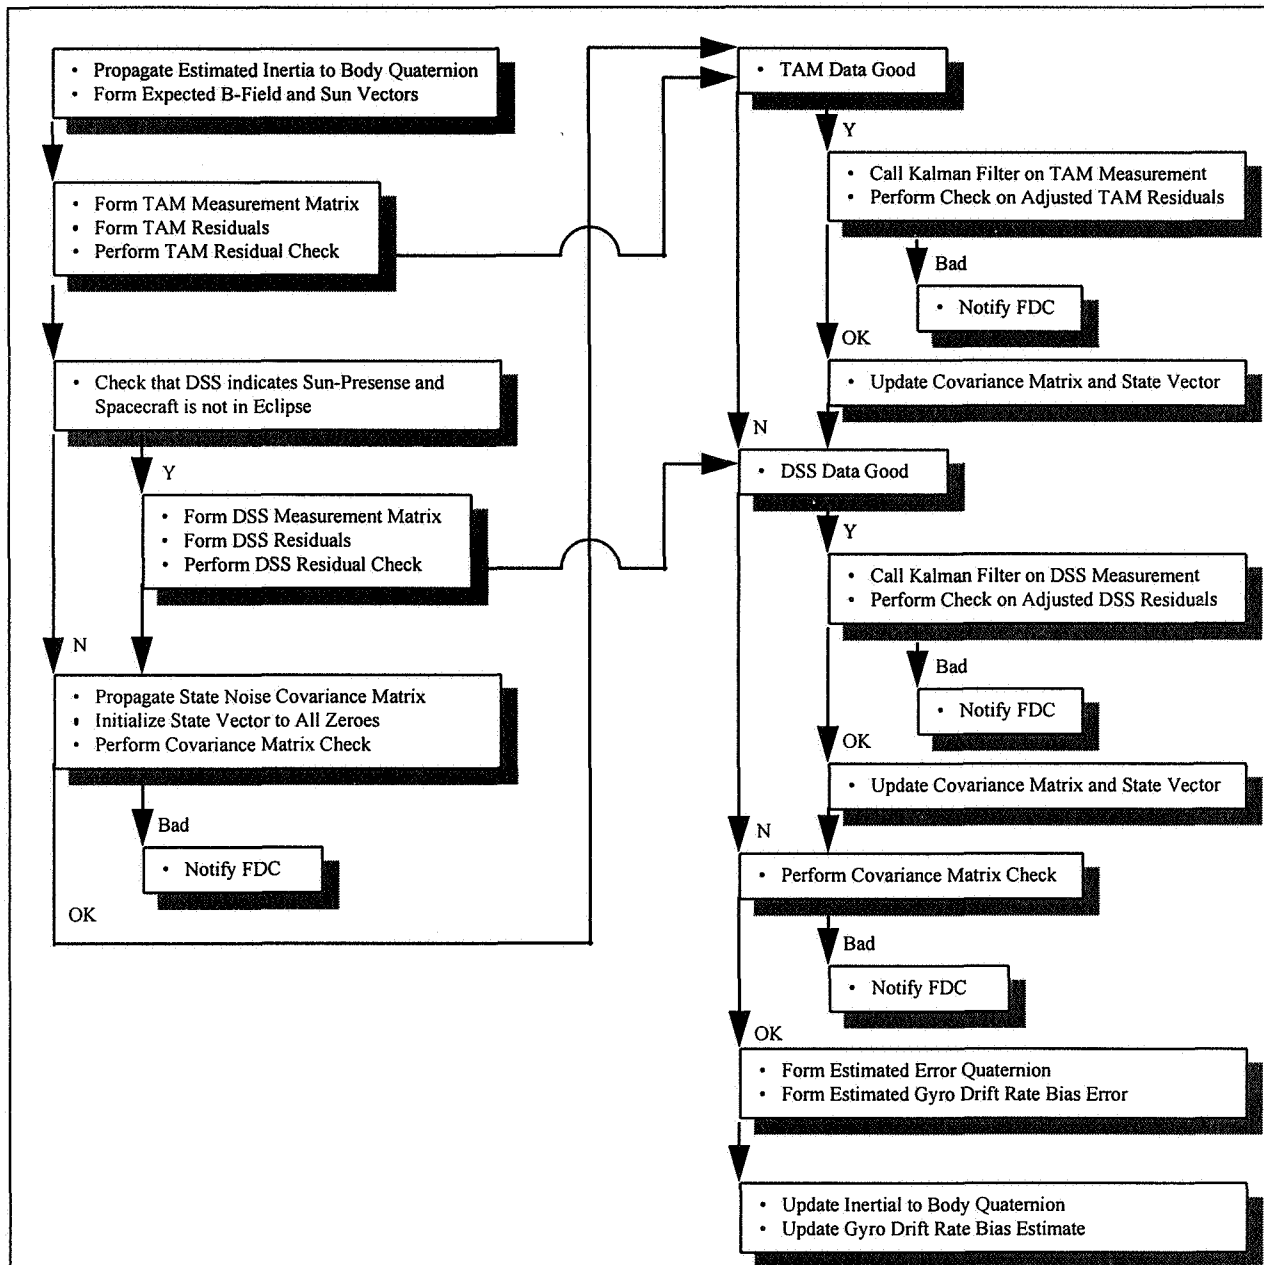 • Propagate Estimated Inertia to Body Quaternion
• Form Expected B-Field and Sun Vectors
• Form TAM Measurement Matrix
• Form TAM Residuals
• Perform TAM Residual Check
• Check that DSS indicates Sun-Presense and
Spacecraft is not in Eclipse
Y
• Form DSS Measurement Matrix
• Form DSS Residuals
• Perform DSS Residual Check
N
• Propagate State Noise Covariance Matrix
• Initialize State Vector to All Zeroes
• Perform Covariance Matrix Check
Bad
• Notify FDC
OK
• TAM Data Good
Y
• Call Kalman Filter on TAM Measurement
• Perform Check on Adjusted TAM Residuals
Bad
• Notify FDC
OK
• Update Covariance Matrix and State Vector
N
• DSS Data Good
Y
• Call Kalman Filter on DSS Measurement
• Perform Check on Adjusted DSS Residuals
Bad
• Notify FDC
OK
• Update Covariance Matrix and State Vector
N
• Perform Covariance Matrix Check
Bad
• Notify FDC
OK
• Form Estimated Error Quaternion
• Form Estimated Gyro Drift Rate Bias Error
• Update Inertial to Body Quaternion
• Update Gyro Drift Rate Bias Estimate